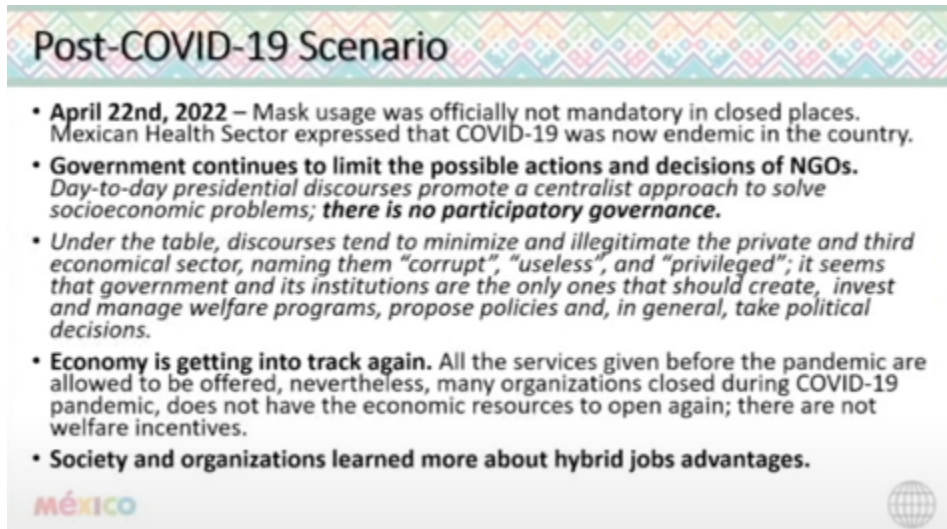 Post-COVID-19 Scenario
• April 22nd, 2022 – Mask usage was officially not mandatory in closed places.
Mexican Health Sector expressed that COVID-19 was now endemic in the country.
• Government continues to limit the possible actions and decisions of NGOs.
Day-to-day presidential discourses promote a centralist approach to solve
socioeconomic problems; there is no participatory governance.
• Under the table, discourses tend to minimize and illegitimate the private and third
economical sector, naming them “corrupt”, “useless”, and “privileged”; it seems
that government and its institutions are the only ones that should create, invest
and manage welfare programs, propose policies and, in general, take political
decisions.
• Economy is getting into track again. All the services given before the pandemic are
allowed to be offered, nevertheless, many organizations closed during COVID-19
pandemic, does not have the economic resources to open again; there are not
welfare incentives.
• Society and organizations learned more about hybrid jobs advantages.
méxico